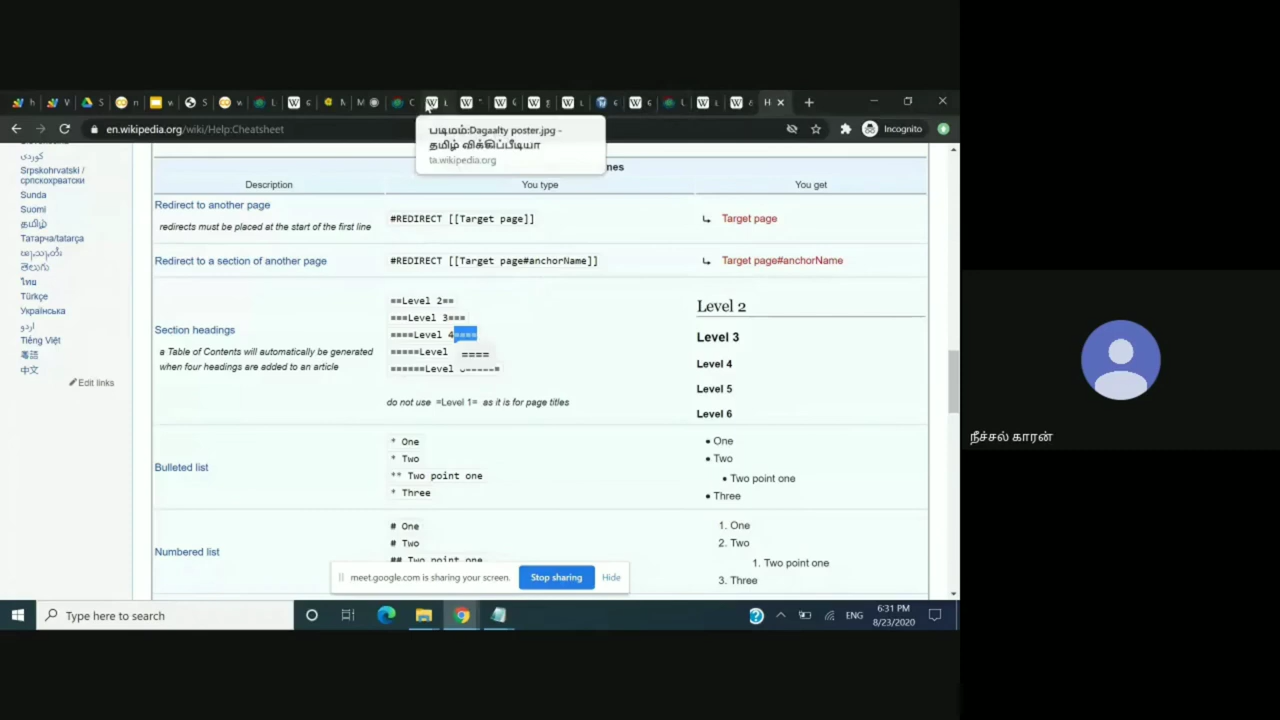 en.wikipedia.org/wiki/Help:Cheatsheet
Incognito
படிமம்:Dagaalty poster.jpg -
தமிழ் விக்கிப்பீடியா
ta.wikipedia.org
nes
Description
You type
You get
کوردی
Srpskohrvatski /
српскохрватски
Sunda
Suomi
தமிழ்
Татарча/tatarça
తెలుగు
ไทย
Türkçe
Українська
اردو
Tiếng Việt
粵語
中文
Edit links
Redirect to another page
redirects must be placed at the start of the first line
#REDIRECT [[Target page]]
Target page
Redirect to a section of another page
#REDIRECT [[Target page#anchorName]]
Target page#anchorName
Section headings
a Table of Contents will automatically be generated
when four headings are added to an article
==Level 2==
===Level 3===
====Level 4====
=====Level
====
======Level
do not use =Level 1= as it is for page titles
Level 2
Level 3
Level 4
Level 5
Level 6
Bulleted list
* One
* Two
** Two point one
* Three
• One
• Two
▪ Two point one
• Three
Numbered list
# One
# Two
## Two point one
1. One
2. Two
1. Two point one
3. Three
meet.google.com is sharing your screen.
Stop sharing
Hide
Type here to search
ENG
6:31 PM
8/23/2020
நீச்சல் காரன்